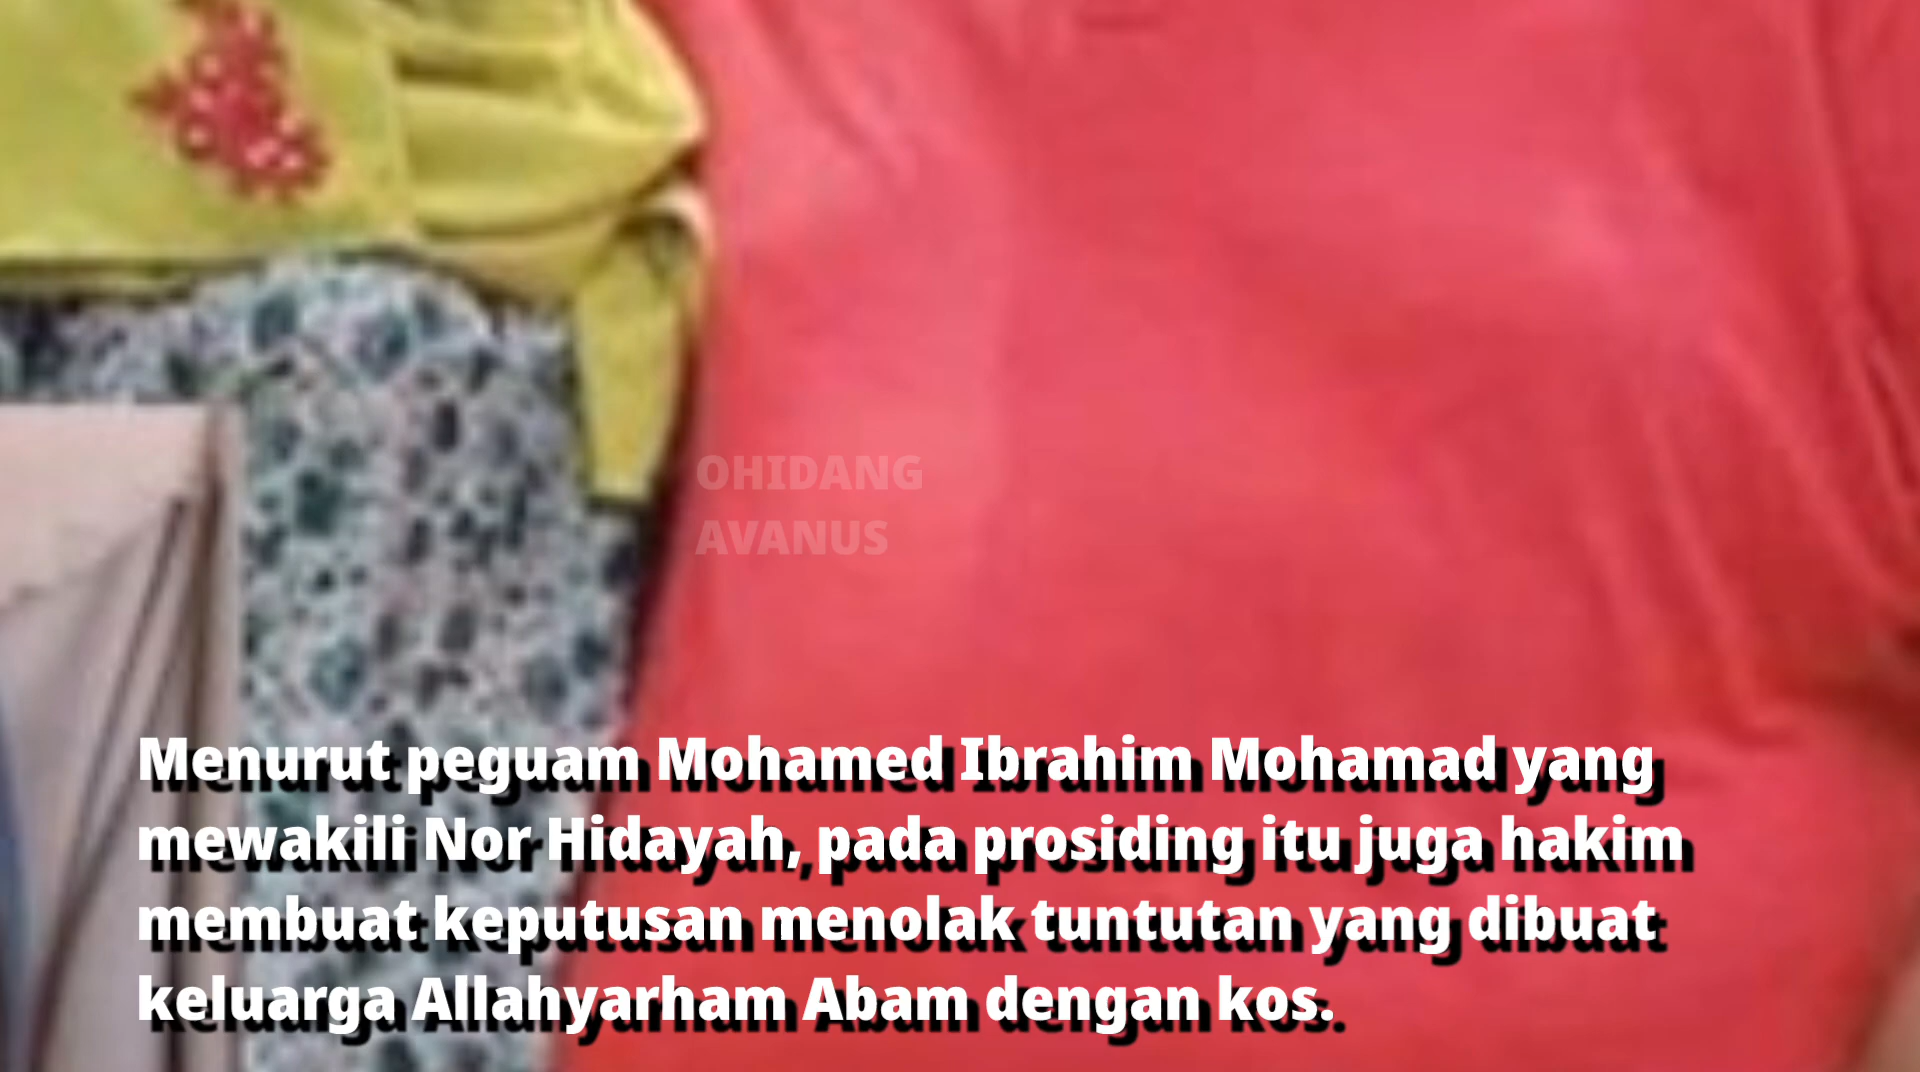 OHIDANG
AVANUS
Menurut peguam Mohamed Ibrahim Mohamad yang
mewakili Nor Hidayah, pada prosiding itu juga hakim
membuat keputusan menolak tuntutan yang dibuat
keluarga Allahyarham Abam dengan kos.